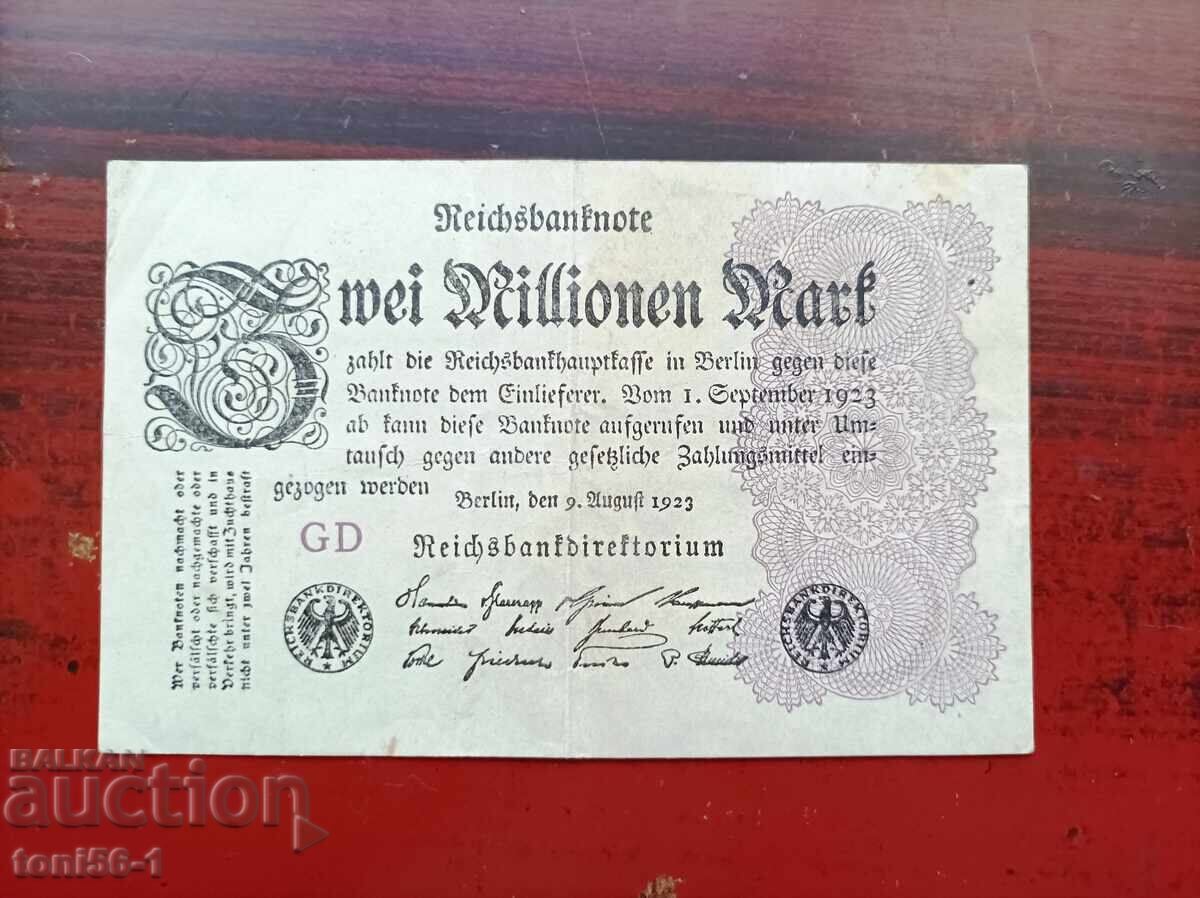 Reichsbanknote
Zwei Millionen Mark
zahlt die Reichsbankhauptkasse in Berlin gegen diese
Banknote dem Einlieferer. Vom 1. September 1923
ab kann diese Banknote aufgerufen und unter Um-
tausch gegen andere gesetzliche Zahlungsmittel ein-
gezogen werden
Berlin, den 9. August 1923
GD
Reichsbankdirektorium
REICHSBANKDIREKTORIUM
REICHSBANKDIREKTORIUM
Schneider
Kauffmann
Budczies
Wer Banknoten nachmacht oder
verfälscht oder nachgemachte oder
verfälschte sich verschafft und in
Verkehr bringt, wird mit Zuchthaus
nicht unter zwei Jahren bestraft
BALKAN
auction
toni56-1